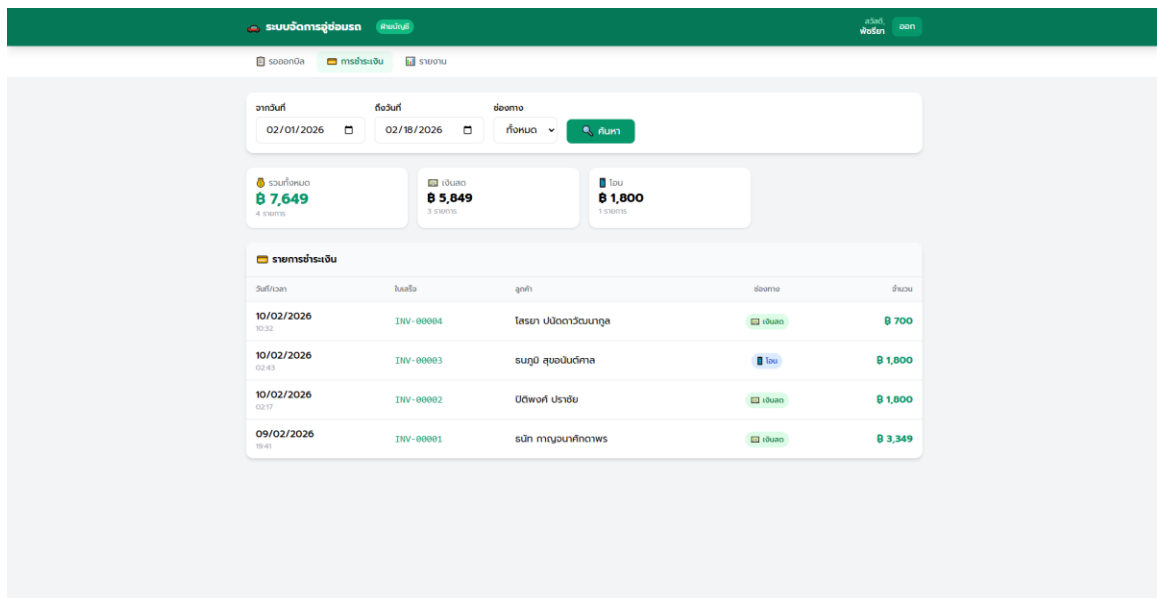 ระบบจัดการอู่ซ่อมรถ ฝ่ายบัญชี
สวัสดี,
พัชรียา ออก
รอออกบิล การชำระเงิน รายงาน
จากวันที่ ถึงวันที่ ช่องทาง
02/01/2026 02/18/2026 ทั้งหมด ค้นหา
รวมทั้งหมด เงินสด โอน
฿ 7,649 ฿ 5,849 ฿ 1,800
4 รายการ 3 รายการ 1 รายการ
รายการชำระเงิน
วันที่/เวลา ใบเสร็จ ลูกค้า ช่องทาง จำนวน
10/02/2026
10:32 INV-00004 โสรยา ปนัดดาวัฒนากูล เงินสด ฿ 700
10/02/2026
02:43 INV-00003 ธนภูมิ สุขอนันต์ศาล โอน ฿ 1,800
10/02/2026
02:17 INV-00002 ปิติพงศ์ ปราชัย เงินสด ฿ 1,800
09/02/2026
19:41 INV-00001 ธนัท กาญจนาศักดาพร เงินสด ฿ 3,349